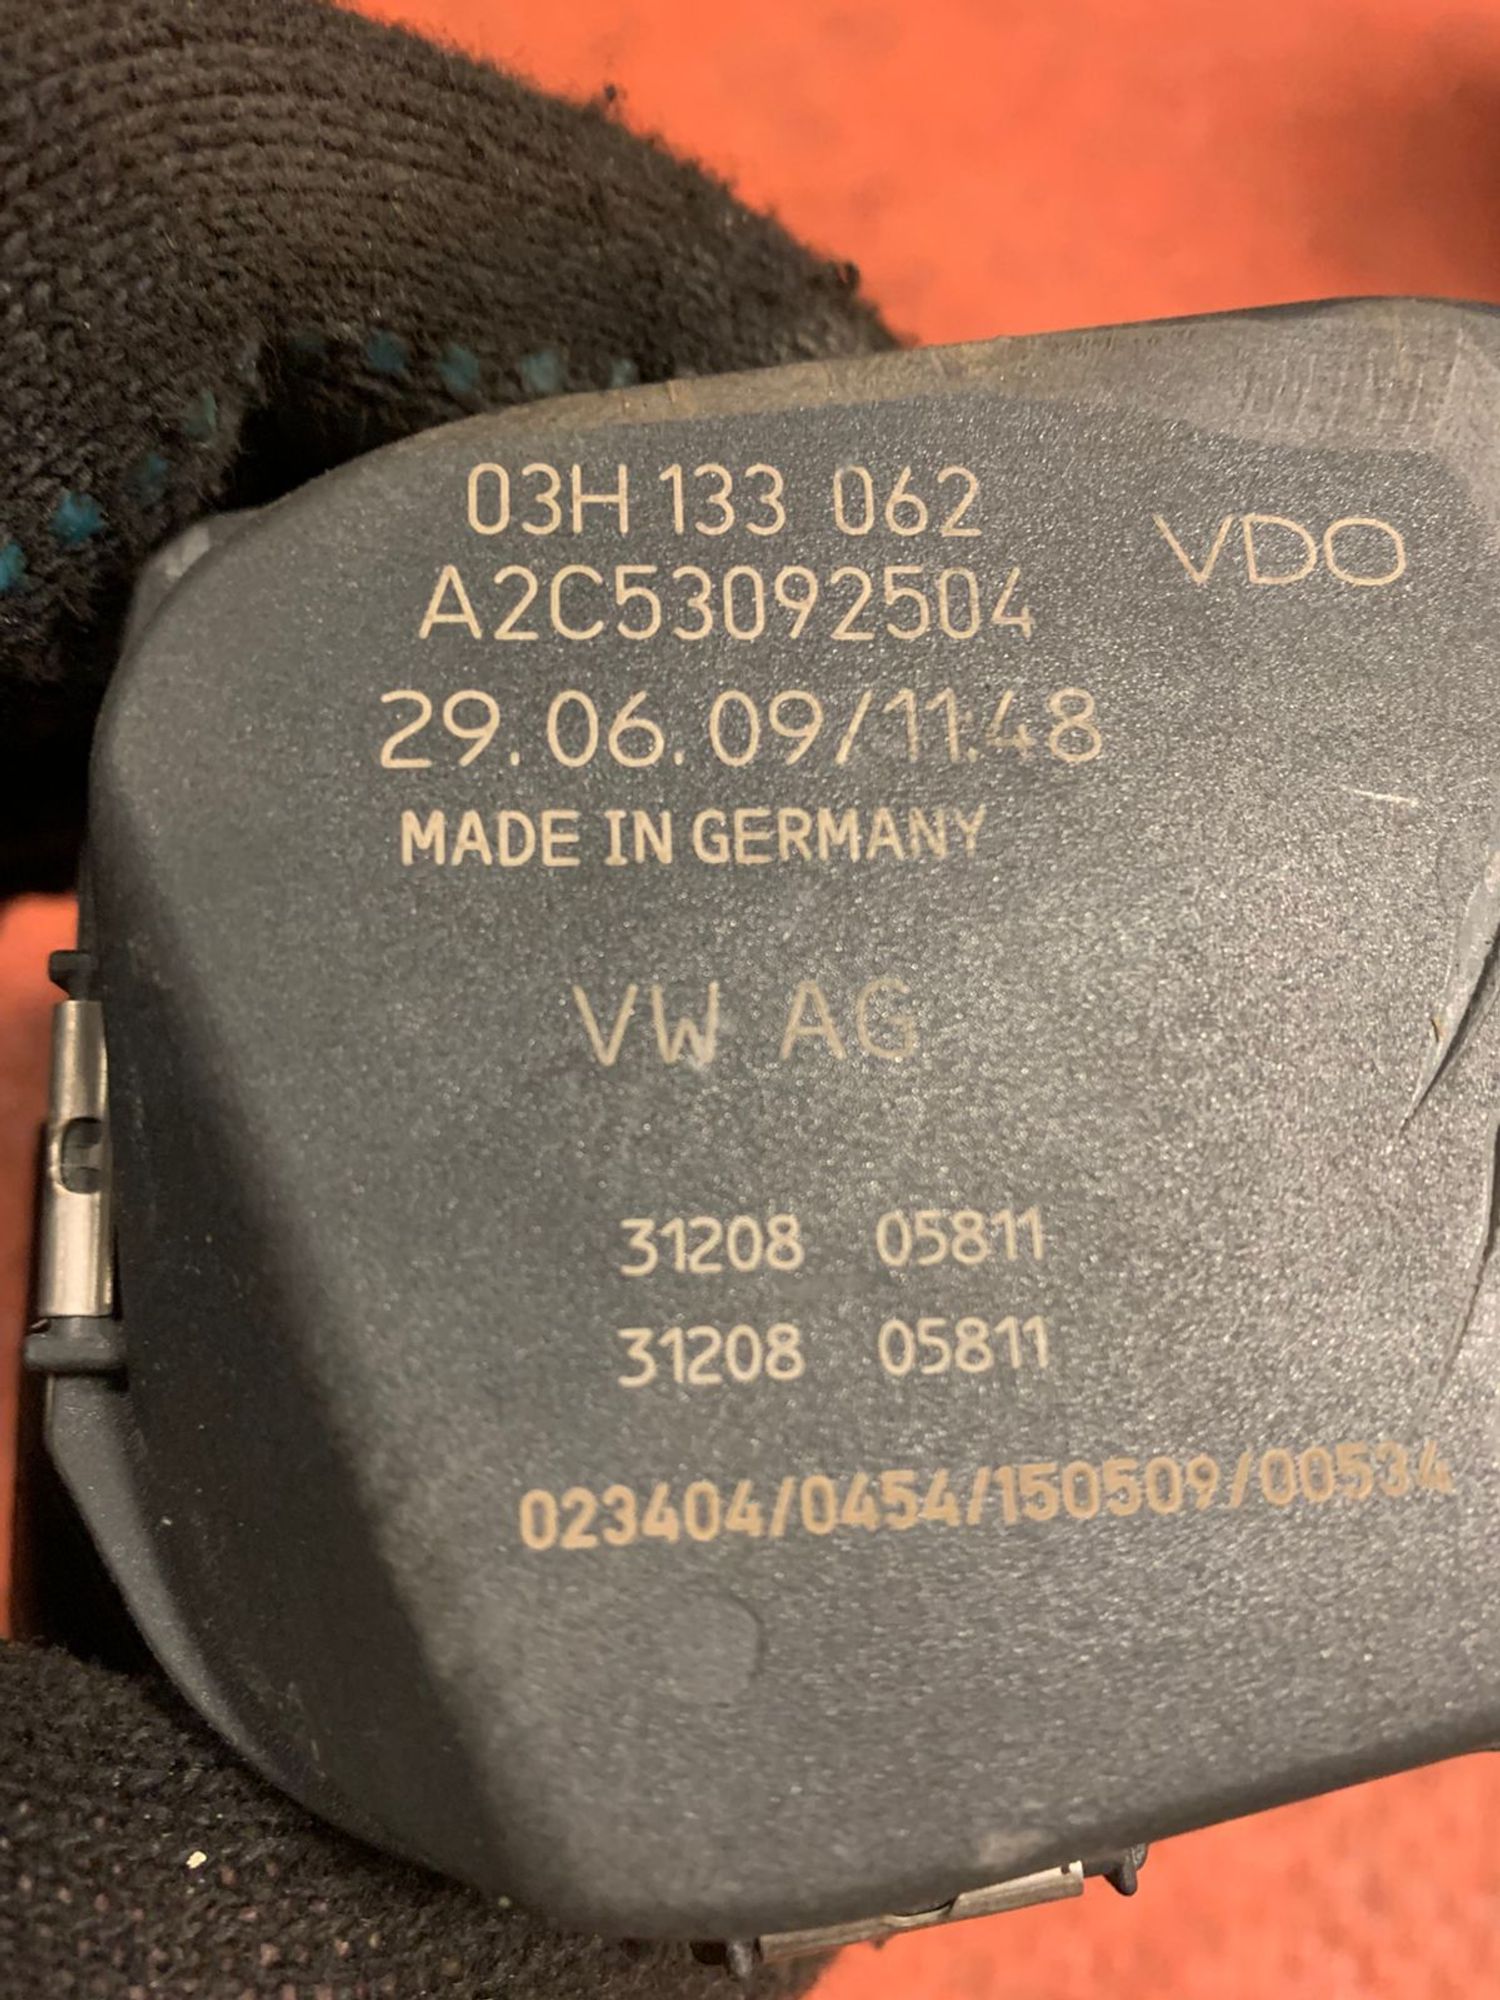 03H 133 062
VDO
A2C53092504
29.06.09/11:48
MADE IN GERMANY
VW AG
31208 05811
31208 05811
023404/0454/150509/00534